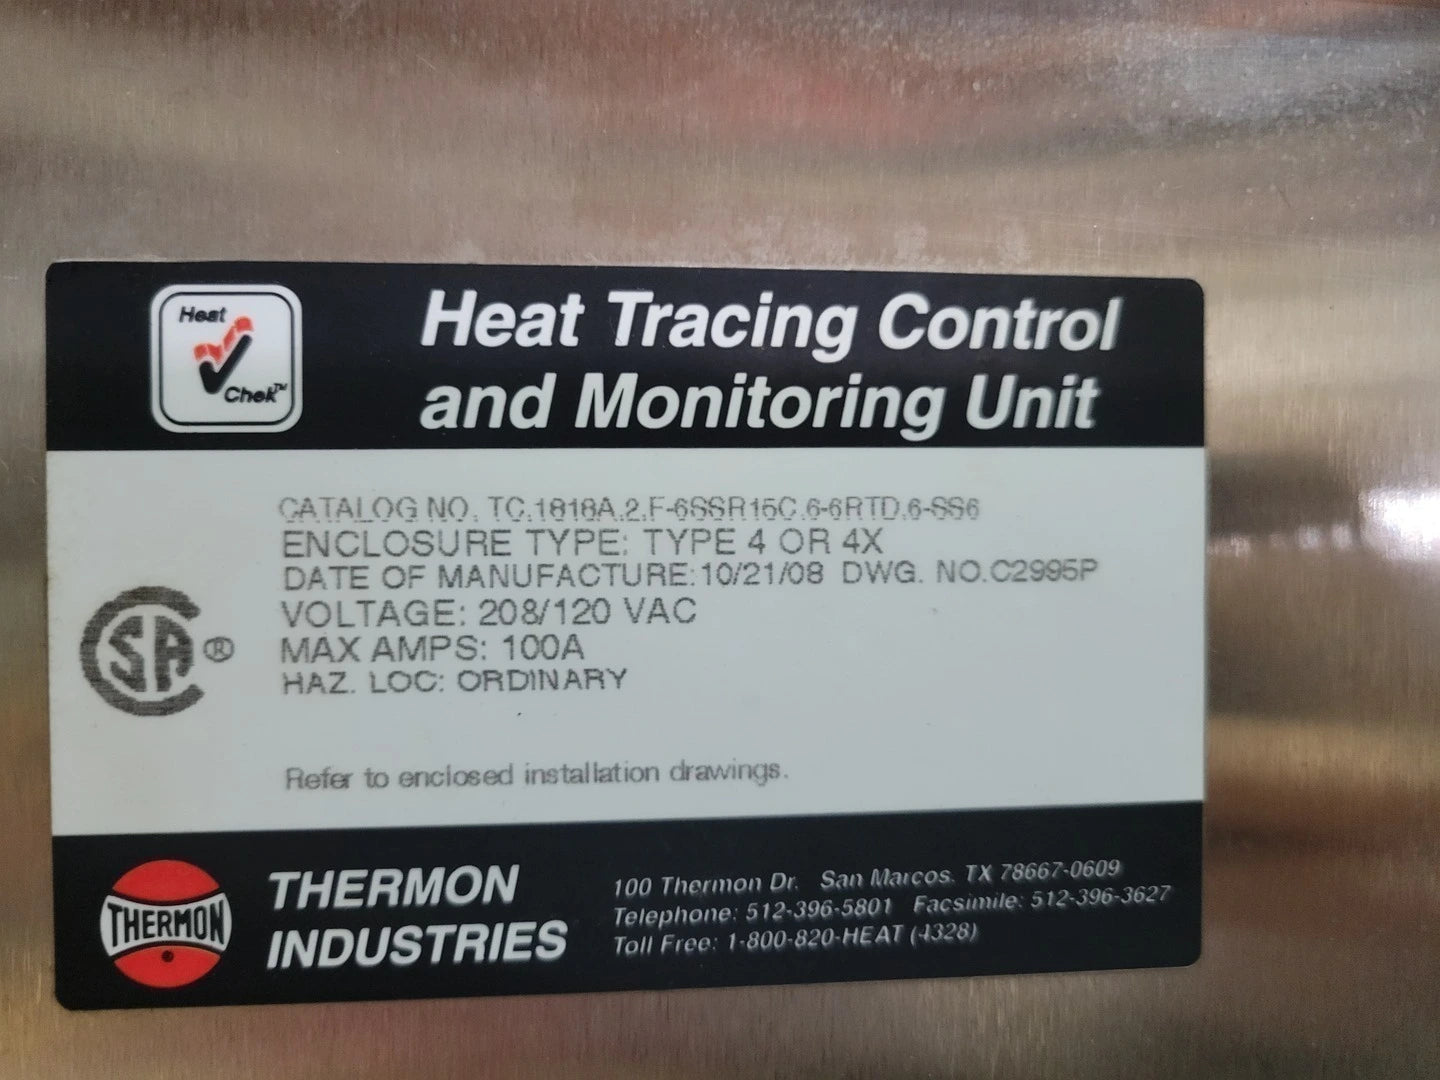 Heat
Chek™
Heat Tracing Control
and Monitoring Unit
CATALOG NO. TC.1818A.2.F-6SSR15C.6-6RTD.6-SS6
ENCLOSURE TYPE: TYPE 4 OR 4X
DATE OF MANUFACTURE:10/21/08 DWG. NO.C2995P
VOLTAGE: 208/120 VAC
MAX AMPS: 100A
HAZ. LOC: ORDINARY
SA®
Refer to enclosed installation drawings.
THERMON
THERMON
INDUSTRIES
100 Thermon Dr. San Marcos. TX 78667-0609
Telephone: 512-396-5801 Facsimile: 512-396-3627
Toll Free: 1-800-820-HEAT (4328)